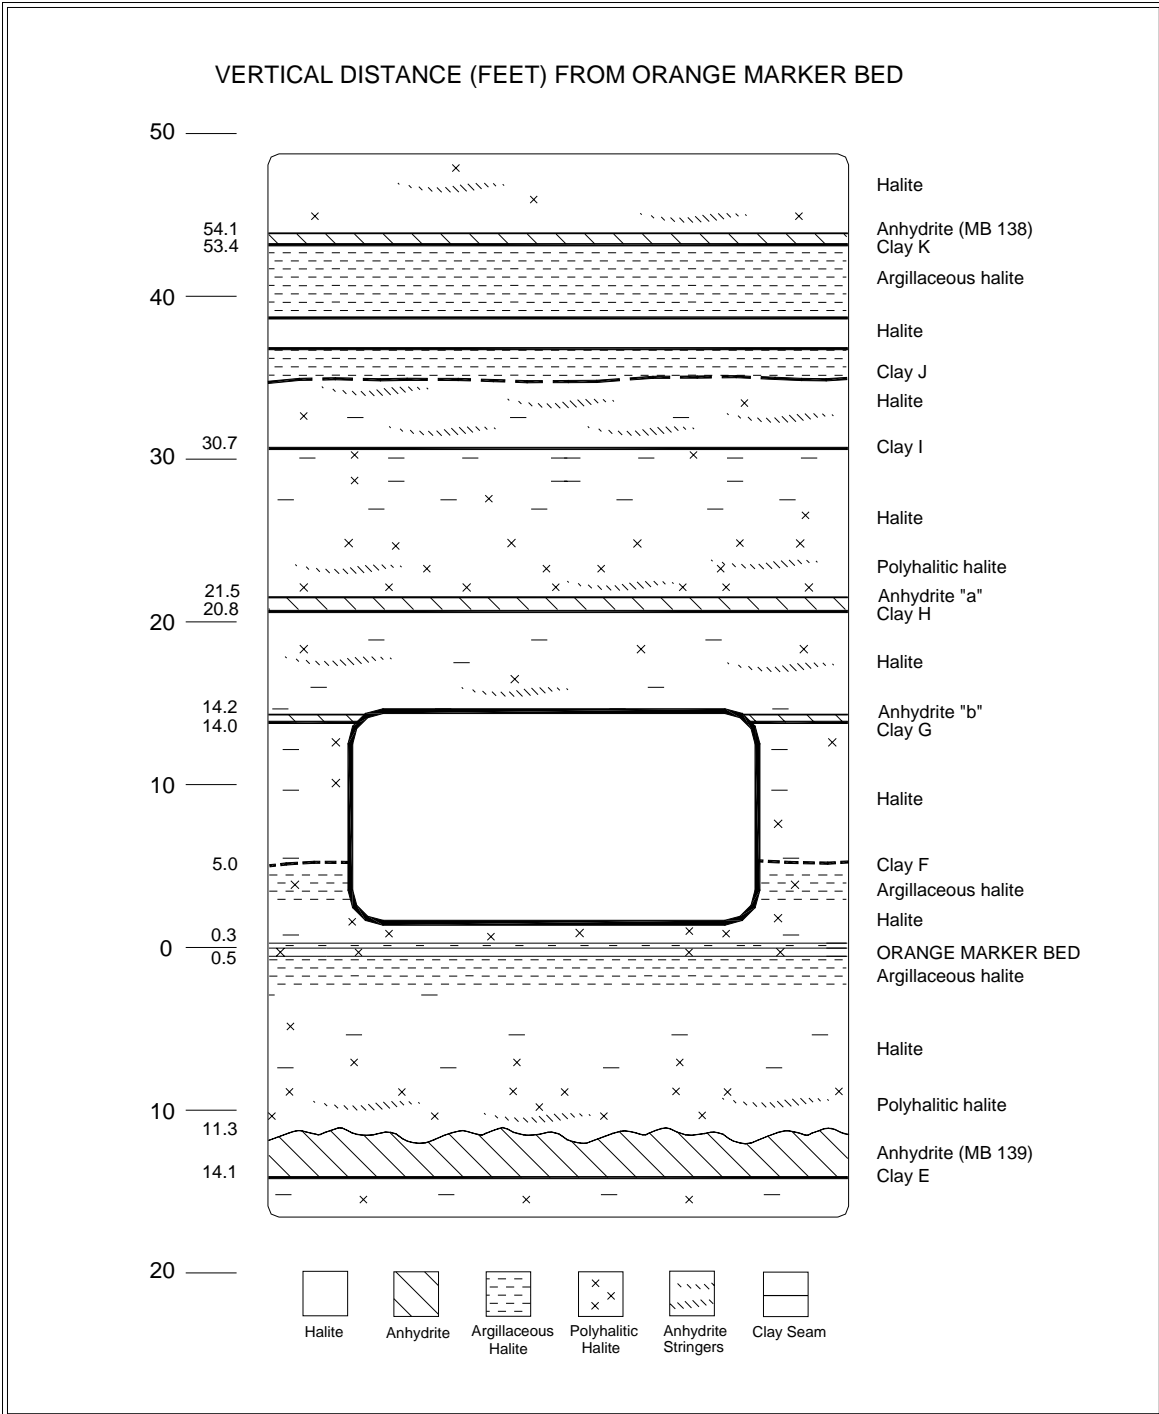 VERTICAL DISTANCE (FEET) FROM ORANGE MARKER BED
50
Halite
54.1 Anhydrite (MB 138)
53.4 Clay K
Argillaceous halite
40
Halite
Clay J
Halite
30.7 Clay I
30
Halite
Polyhalitic halite
21.5 Anhydrite "a"
20.8 Clay H
20
Halite
14.2 Anhydrite "b"
14.0 Clay G
10
Halite
5.0 Clay F
Argillaceous halite
Halite
0.3
0 ORANGE MARKER BED
0.5
Argillaceous halite
Halite
10 Polyhalitic halite
11.3
Anhydrite (MB 139)
14.1 Clay E
20
Halite Anhydrite Argillaceous Polyhalitic Anhydrite Clay Seam
Halite Halite Stringers